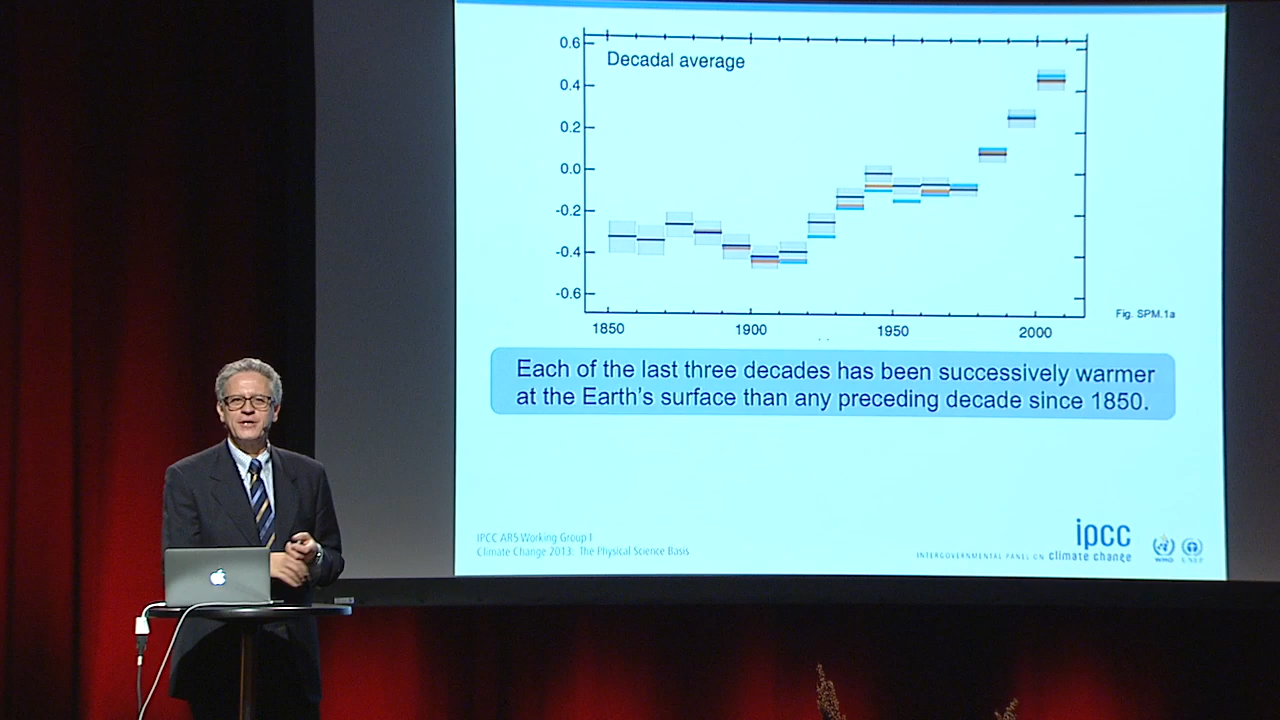 0.6
Decadal average
0.4
0.2
0.0
-0.2
-0.4
-0.6
1850 1900 1950 2000
Fig. SPM.1a
Each of the last three decades has been successively warmer
at the Earth's surface than any preceding decade since 1850.
IPCC AR5 Working Group I
Climate Change 2013: The Physical Science Basis
ipcc
INTERGOVERNMENTAL PANEL ON climate change
WMO UNEP